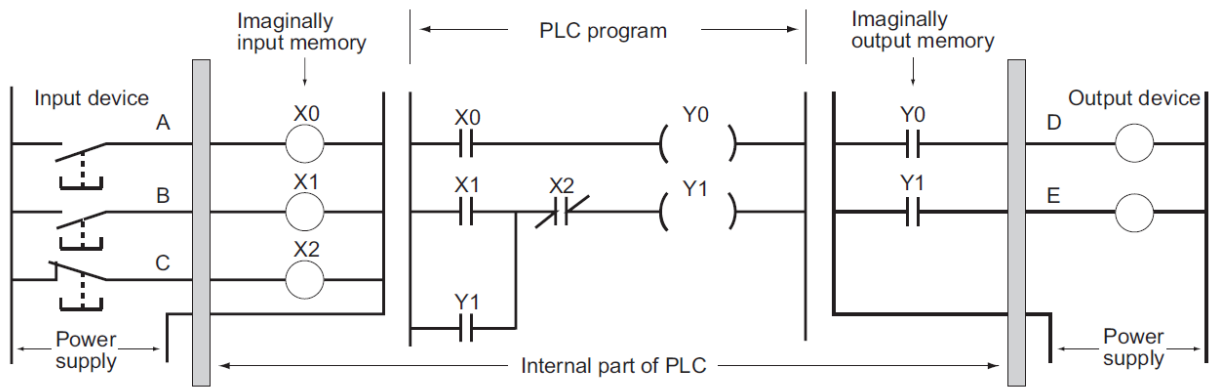 Imaginally
input memory
PLC program
Imaginally
output memory
Input device
Output device
A
X0
X0
Y0
Y0
D
B
X1
X1
X2
Y1
Y1
E
C
X2
Y1
Power
supply
Internal part of PLC
Power
supply